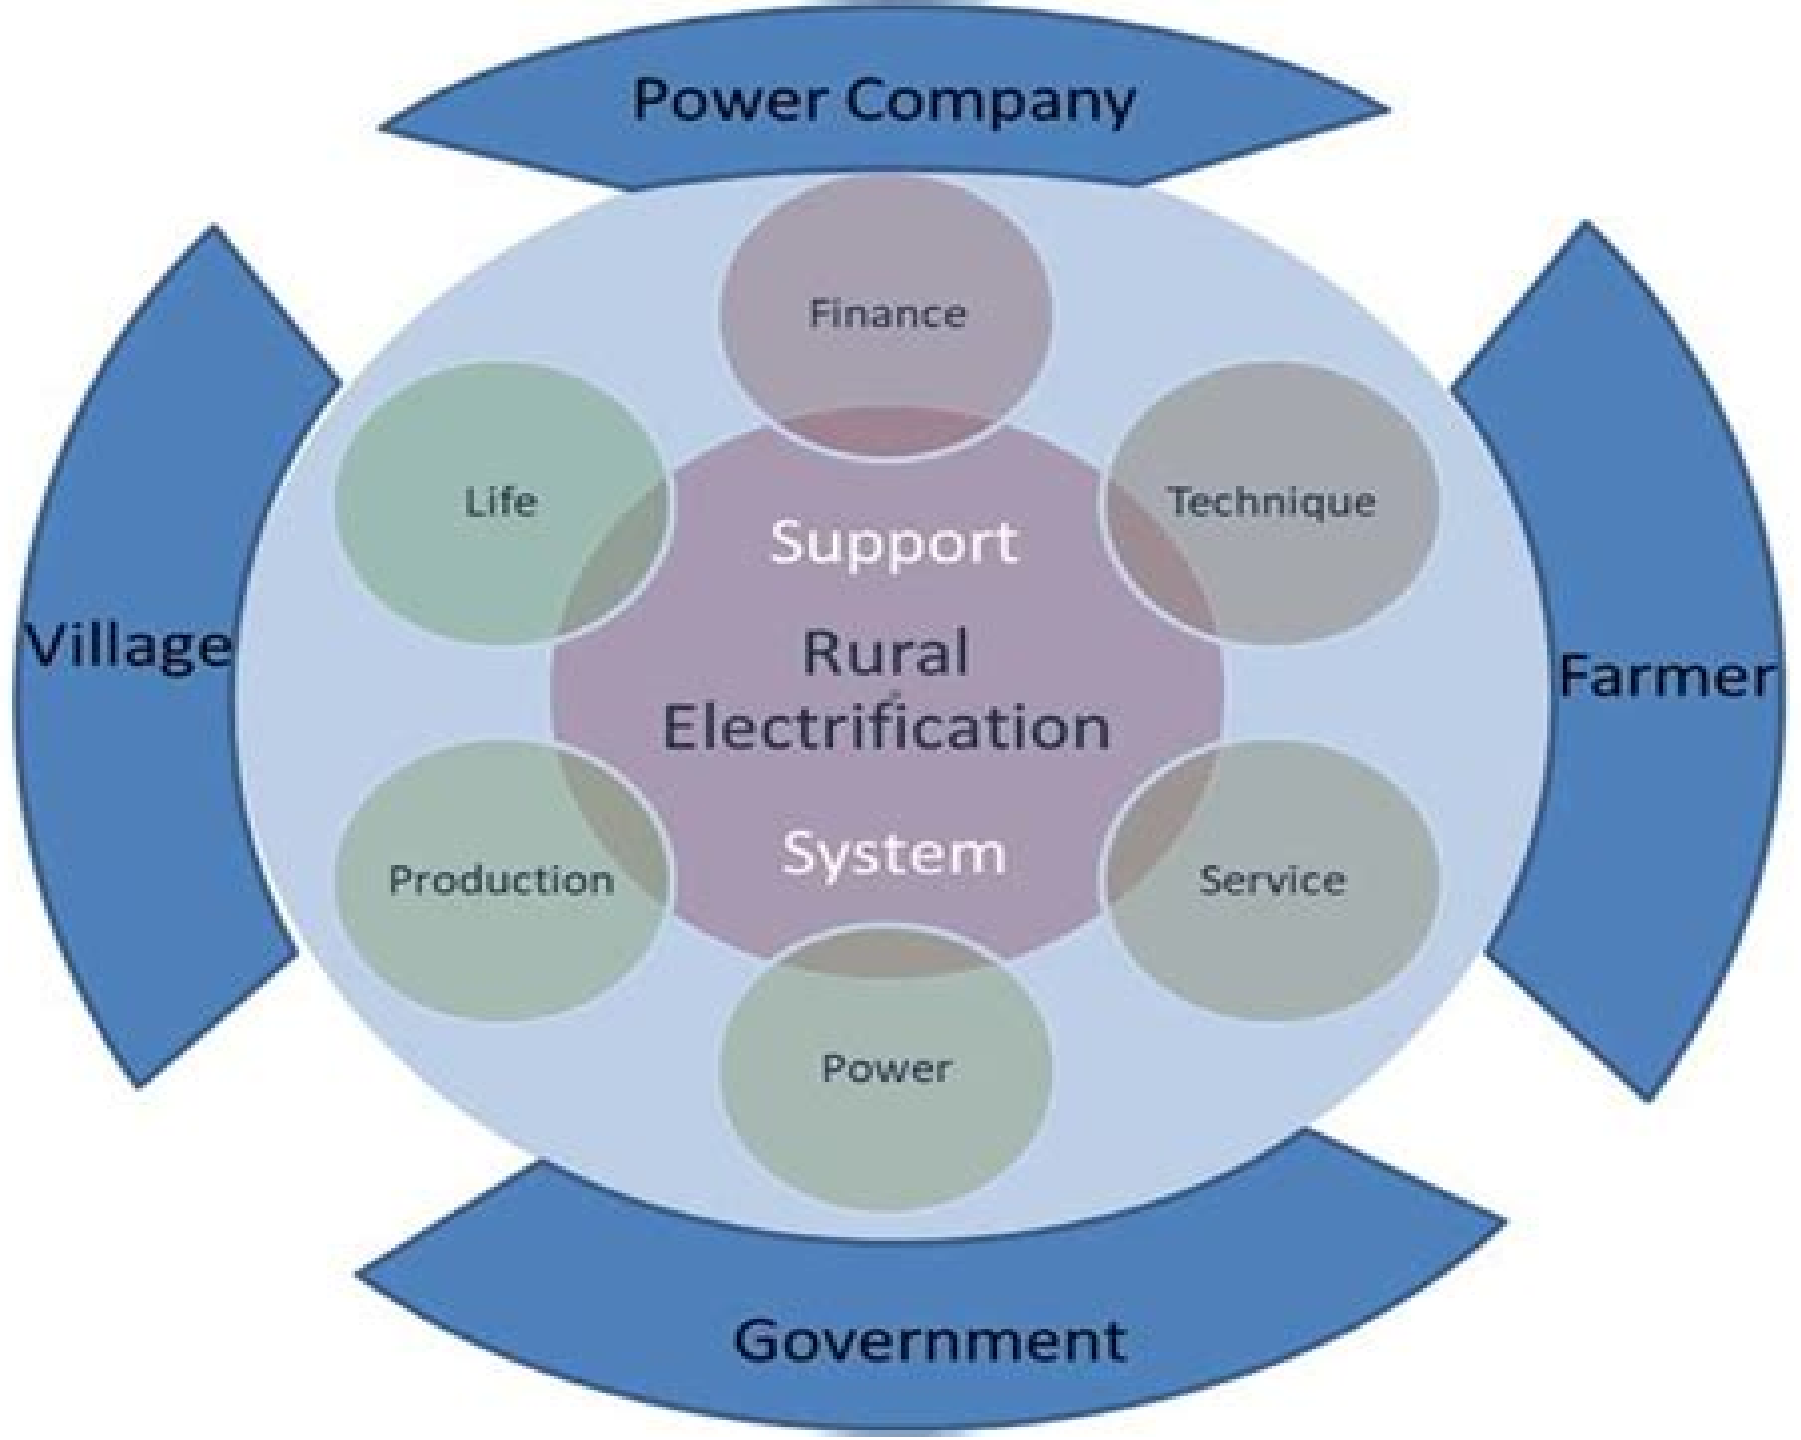 Power Company
Finance
Life
Technique
Support
Village
Rural
Farmer
Electrification
System
Production
Service
Power
Government